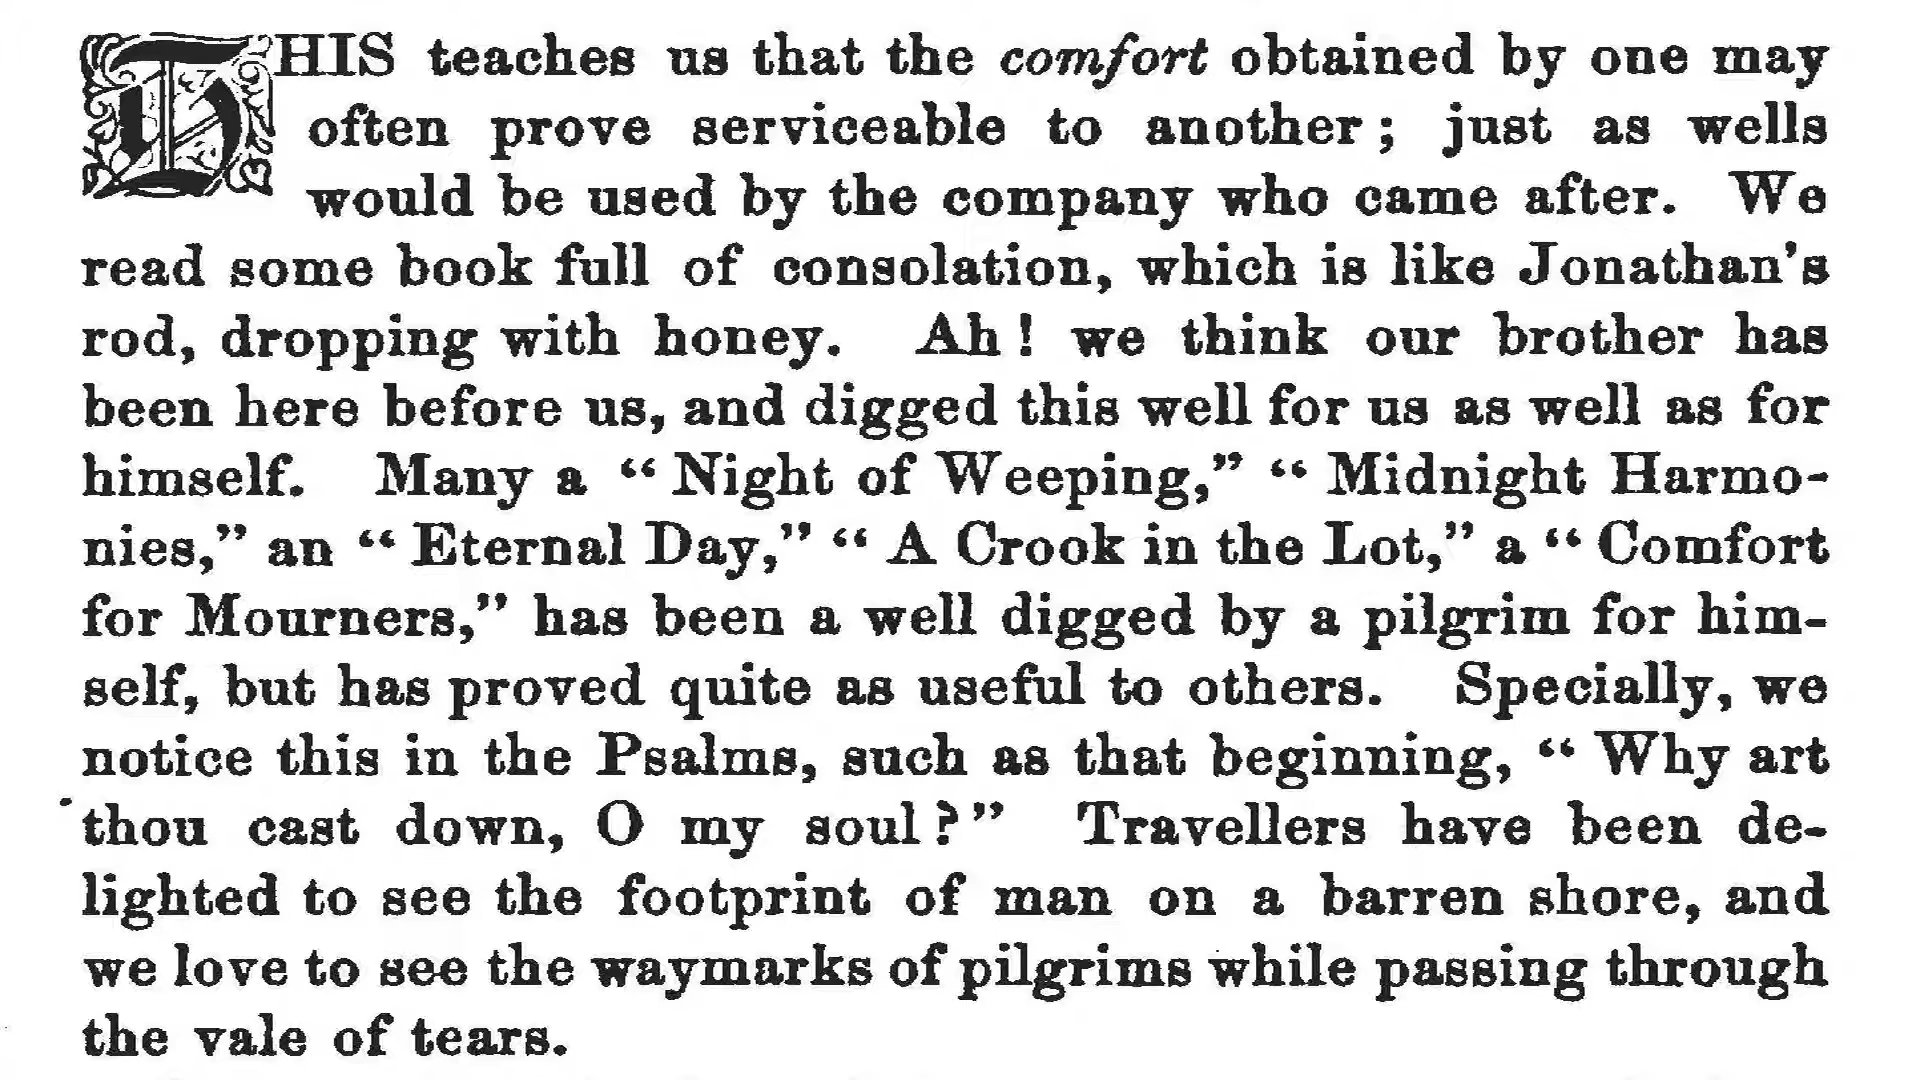 THIS teaches us that the comfort obtained by one may
often prove serviceable to another; just as wells
would be used by the company who came after. We
read some book full of consolation, which is like Jonathan's
rod, dropping with honey. Ah! we think our brother has
been here before us, and digged this well for us as well as for
himself. Many a “Night of Weeping,” “Midnight Harmo-
nies,” an “Eternal Day,” “A Crook in the Lot,” a “Comfort
for Mourners,” has been a well digged by a pilgrim for him-
self, but has proved quite as useful to others. Specially, we
notice this in the Psalms, such as that beginning, “Why art
thou cast down, O my soul?” Travellers have been de-
lighted to see the footprint of man on a barren shore, and
we love to see the waymarks of pilgrims while passing through
the vale of tears.